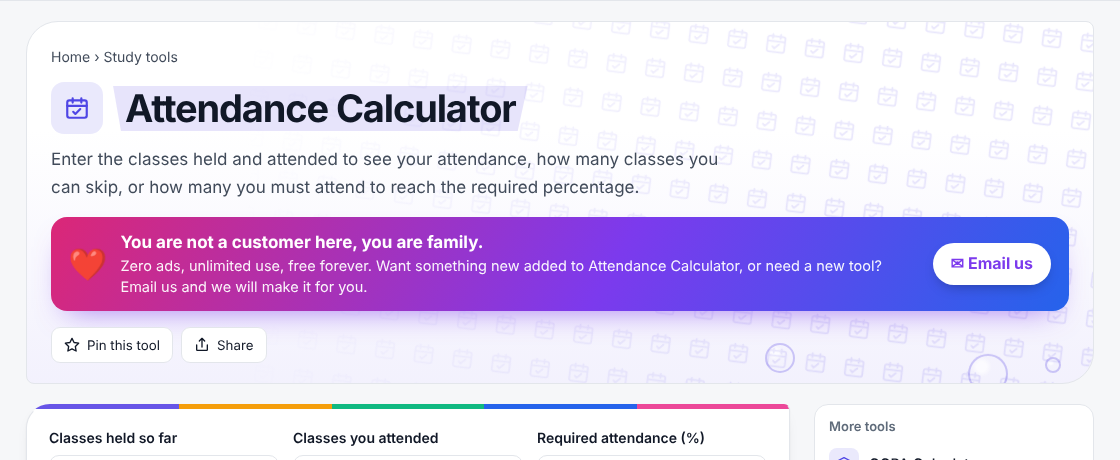 Home › Study tools
Attendance Calculator
Enter the classes held and attended to see your attendance, how many classes you
can skip, or how many you must attend to reach the required percentage.
You are not a customer here, you are family.
Zero ads, unlimited use, free forever. Want something new added to Attendance Calculator, or need a new tool?
Email us and we will make it for you.
✉ Email us
Pin this tool
Share
Classes held so far
Classes you attended
Required attendance (%)
More tools